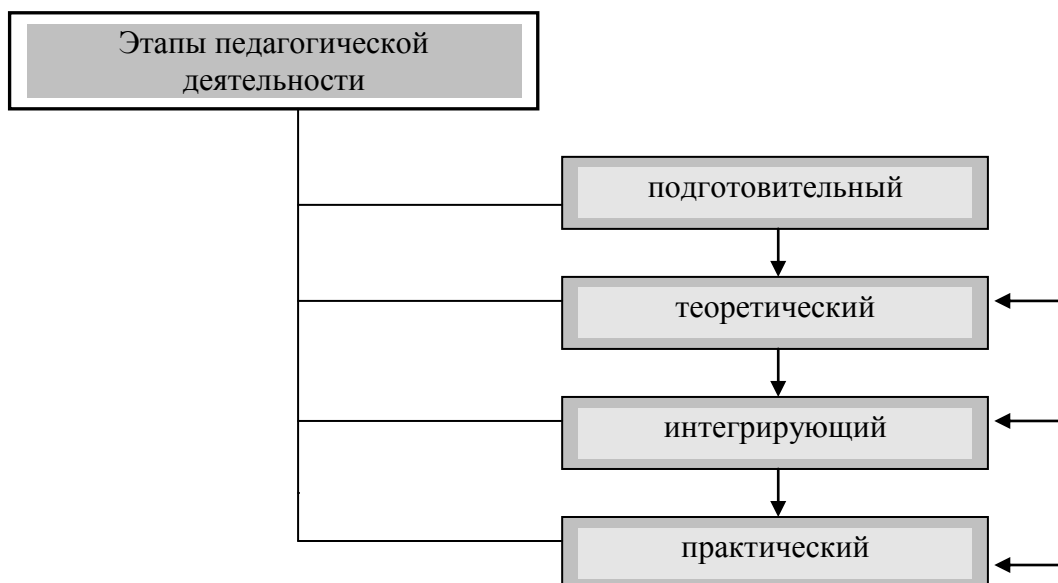 Этапы педагогической
деятельности
подготовительный
теоретический
интегрирующий
практический